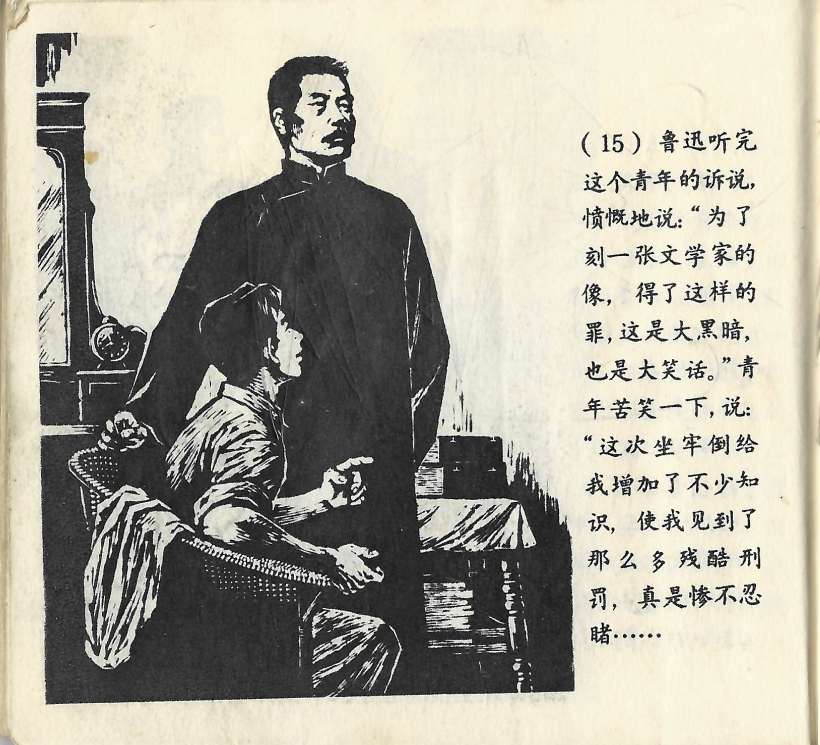 (15) 鲁迅听完
这个青年的诉说，
愤慨地说：“为了
刻一张文学家的
像，得了这样的
罪，这是大黑暗，
也是大笑话。”青
年苦笑一下，说：
“这次坐牢倒给
我增加了不少知
识，使我见到了
那么多残酷刑
罚，真是惨不忍
睹……